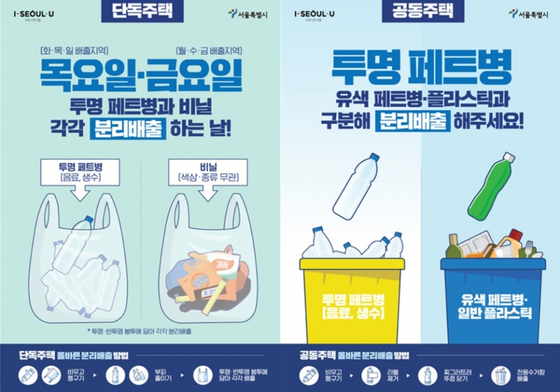 I·SEOUL·U
단독주택
서울특별시
(화·목·일 배출지역)
(월·수·금 배출지역)
목요일·금요일
투명 페트병과 비닐
각각 분리배출 하는 날!
투명 페트병
(음료, 생수)
비닐
(색상·종류 무관)
* 투명·반투명 봉투에 담아 각각 분리배출
단독주택 올바른 분리배출 방법
비우고
헹구기
부피
줄이기
투명·반투명 봉투에
담아 각각 배출
I·SEOUL·U
공동주택
서울특별시
투명 페트병
유색 페트병·플라스틱과
구분해 분리배출 해주세요!
투명 페트병
(음료, 생수)
유색 페트병·
일반 플라스틱
공동주택 올바른 분리배출 방법
비우고
헹구기
라벨
제거
찌그러트려
뚜껑 닫기
전용수거함
배출